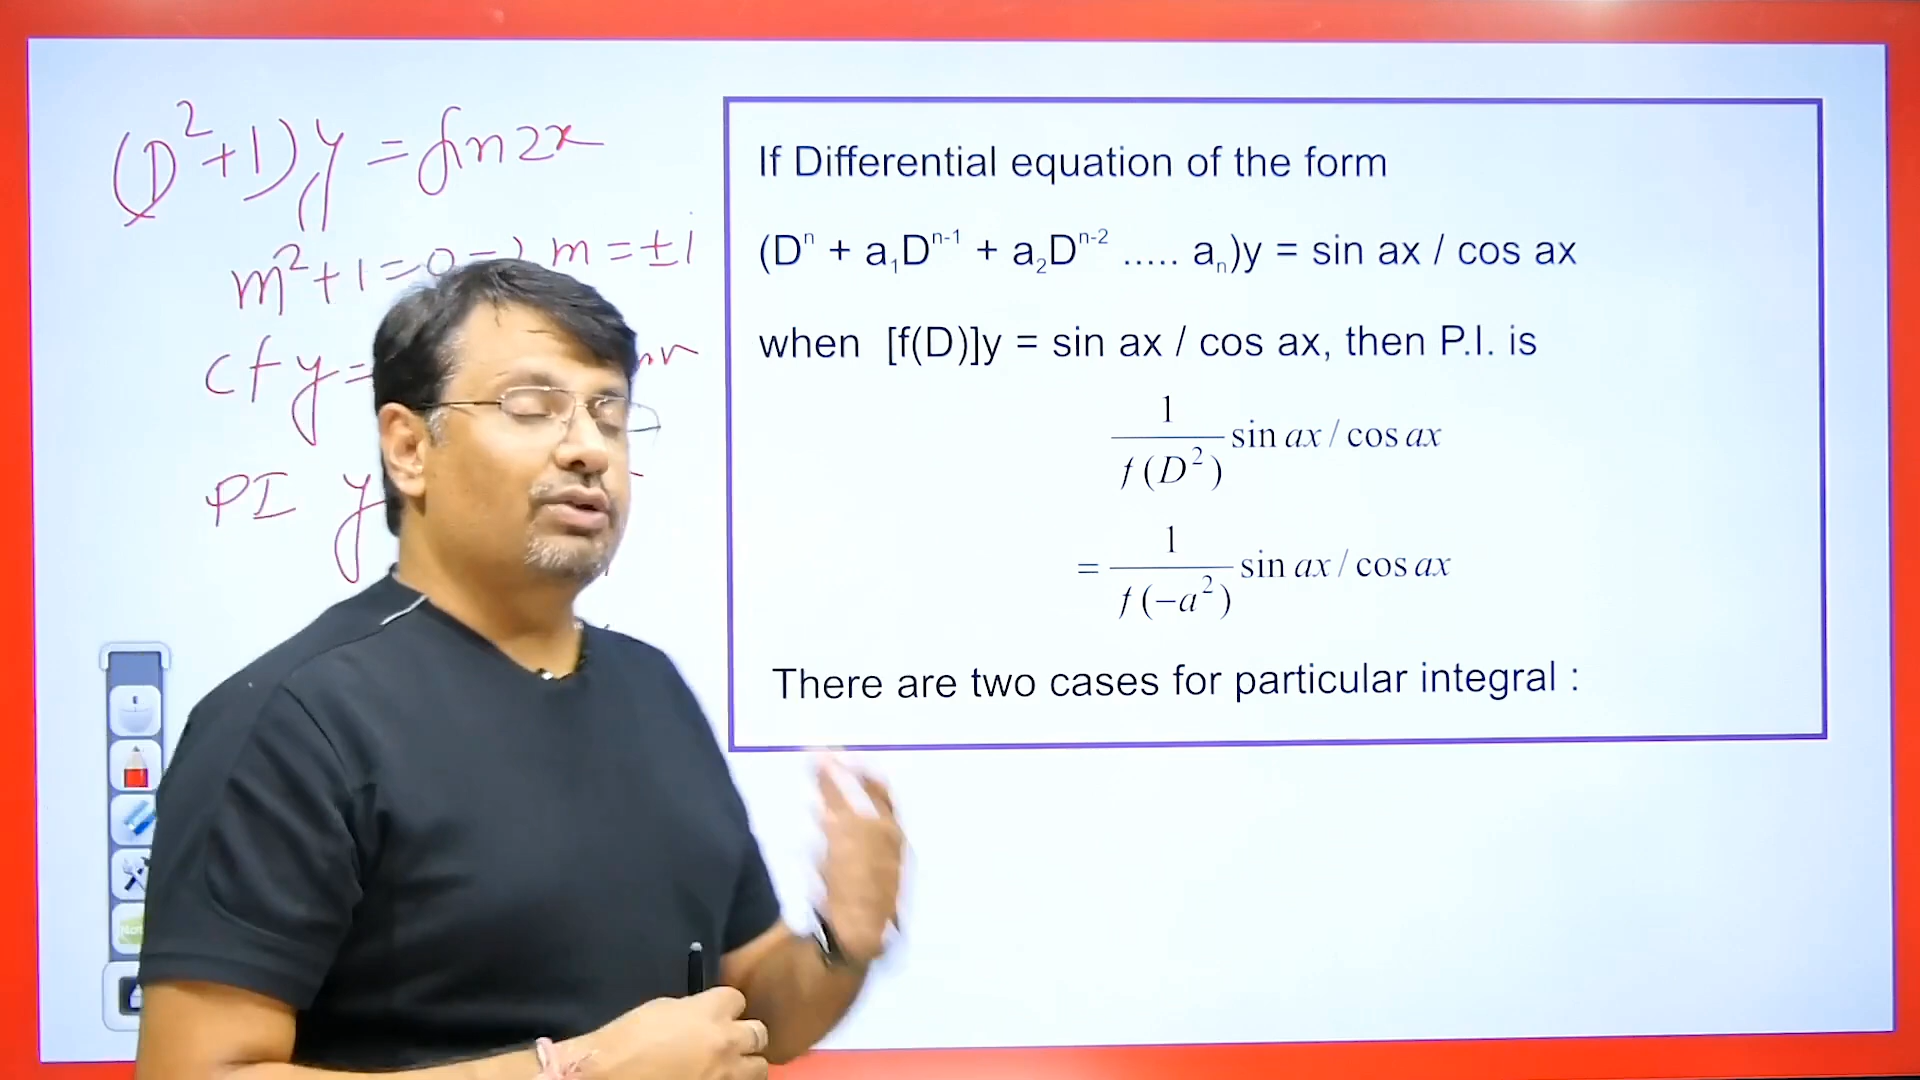 (D²+1)y = sin2x
m²+1=0 → m = ±i
CF y=
PI y
If Differential equation of the form
(Dⁿ + a₁Dⁿ⁻¹ + a₂Dⁿ⁻² ..... aₙ)y = sin ax / cos ax
when [f(D)]y = sin ax / cos ax, then P.I. is
1
f(D²) sin ax / cos ax
1
= f(−a²) sin ax / cos ax
There are two cases for particular integral :